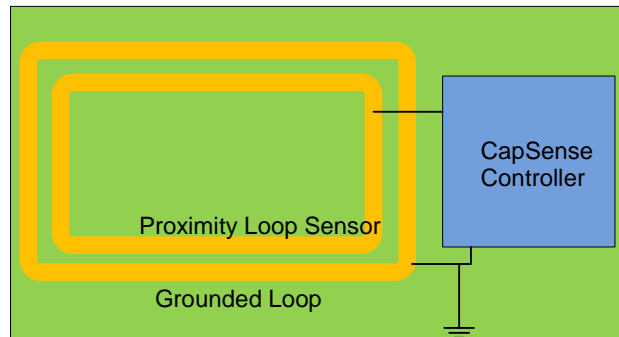 CapSense
Controller
Proximity Loop Sensor
Grounded Loop